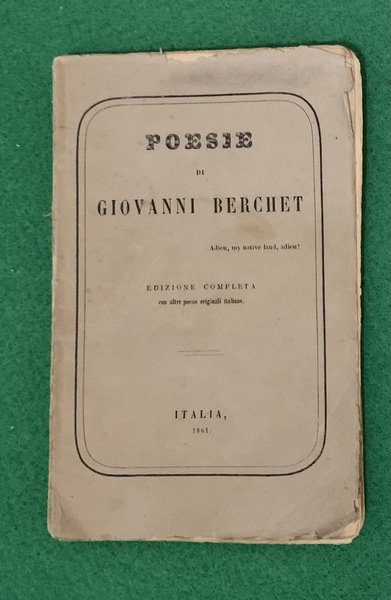 POESIE
DI
GIOVANNI BERCHET
Adieu, my native land, adieu!
EDIZIONE COMPLETA
con altre poesie originali italiane.
ITALIA,
1861.